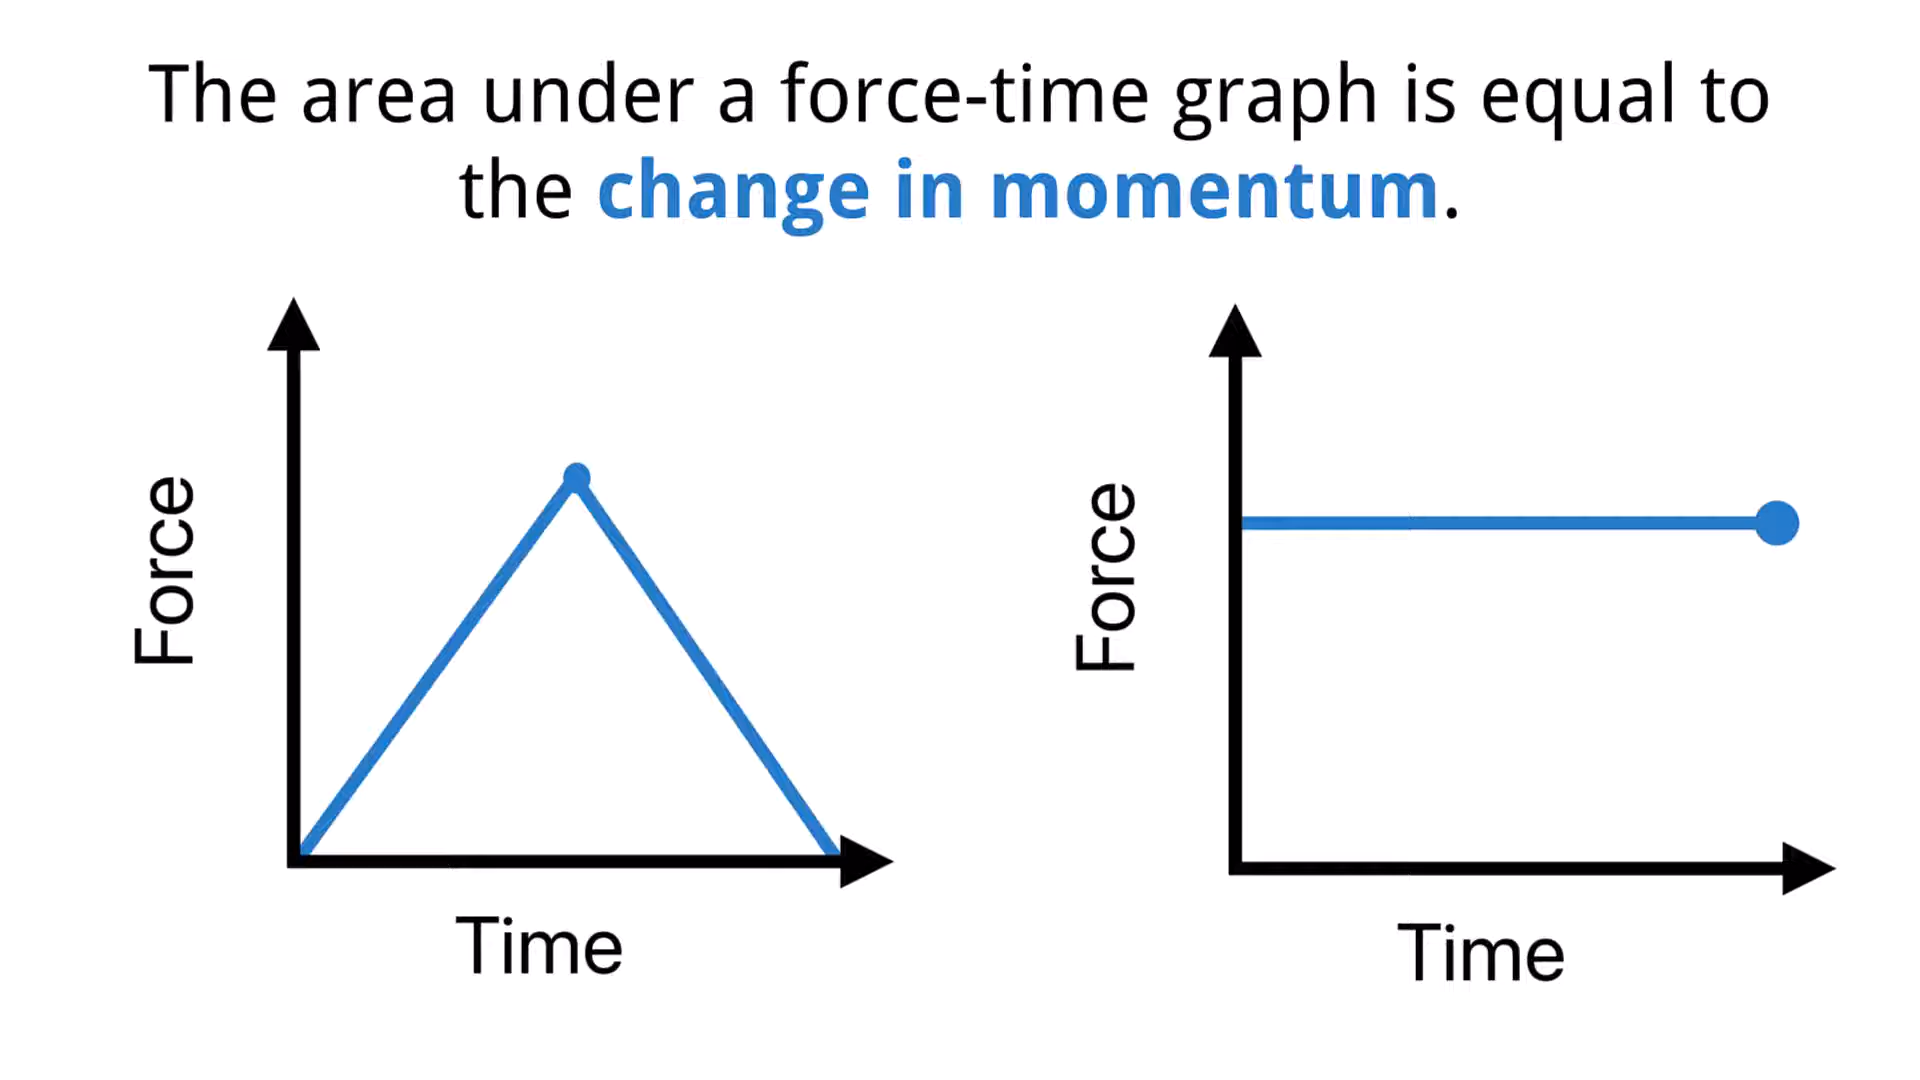 The area under a force-time graph is equal to
the change in momentum.
Force
Time
Force
Time